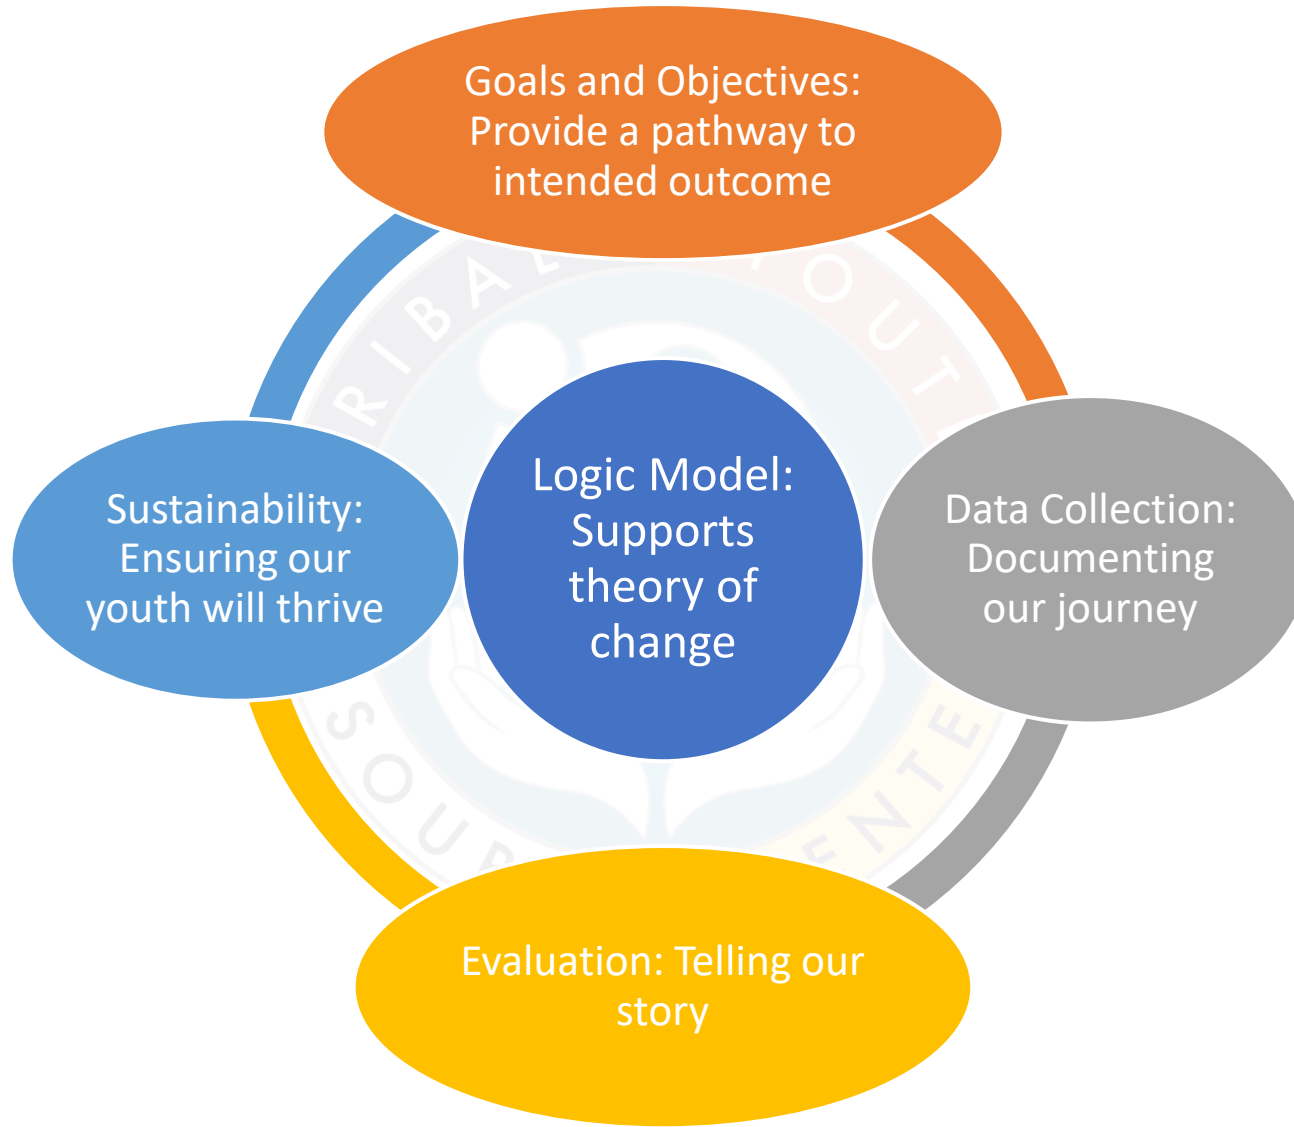 Goals and Objectives:
Provide a pathway to
intended outcome
Sustainability:
Ensuring our
youth will thrive
Logic Model:
Supports
theory of
change
Data Collection:
Documenting
our journey
Evaluation: Telling our
story